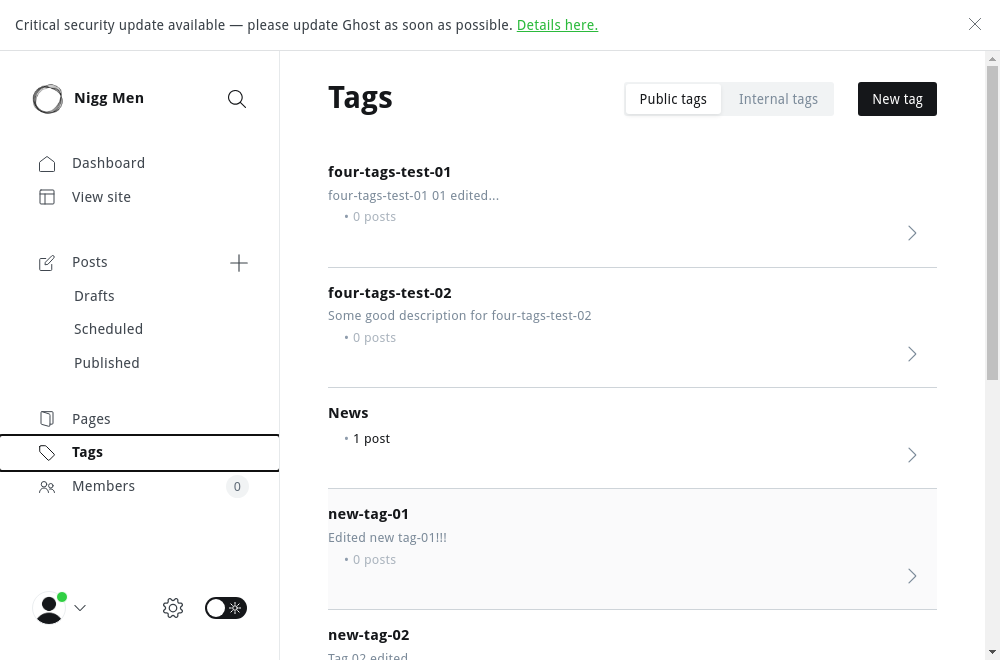 Critical security update available — please update Ghost as soon as possible. Details here.
Nigg Men
Dashboard
View site
Posts
Drafts
Scheduled
Published
Pages
Tags
Members
0
Tags
Public tags
Internal tags
New tag
four-tags-test-01
four-tags-test-01 01 edited...
• 0 posts
four-tags-test-02
Some good description for four-tags-test-02
• 0 posts
News
• 1 post
new-tag-01
Edited new tag-01!!!
• 0 posts
new-tag-02
Tag 02 edited